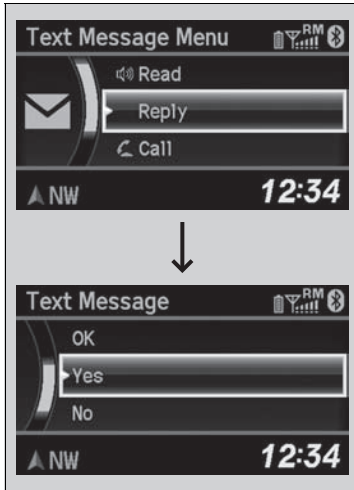 Text Message Menu RM
Read
Reply
Call
NW 12:34
Text Message RM
OK
Yes
No
NW 12:34